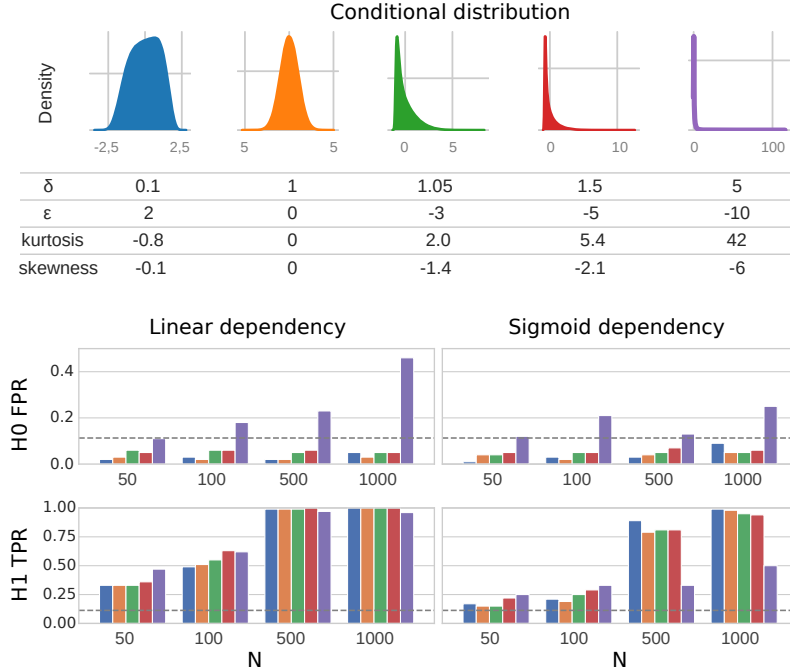 Conditional distribution
Density
-2,5 2,5 5 5 0 5 0 10 0 100
δ 0.1 1 1.05 1.5 5
ε 2 0 -3 -5 -10
kurtosis -0.8 0 2.0 5.4 42
skewness -0.1 0 -1.4 -2.1 -6
Linear dependency Sigmoid dependency
H0 FPR
0.4
0.2
0.0
50 100 500 1000 50 100 500 1000
H1 TPR
1.00
0.75
0.50
0.25
0.00
50 100 500 1000 50 100 500 1000
N N